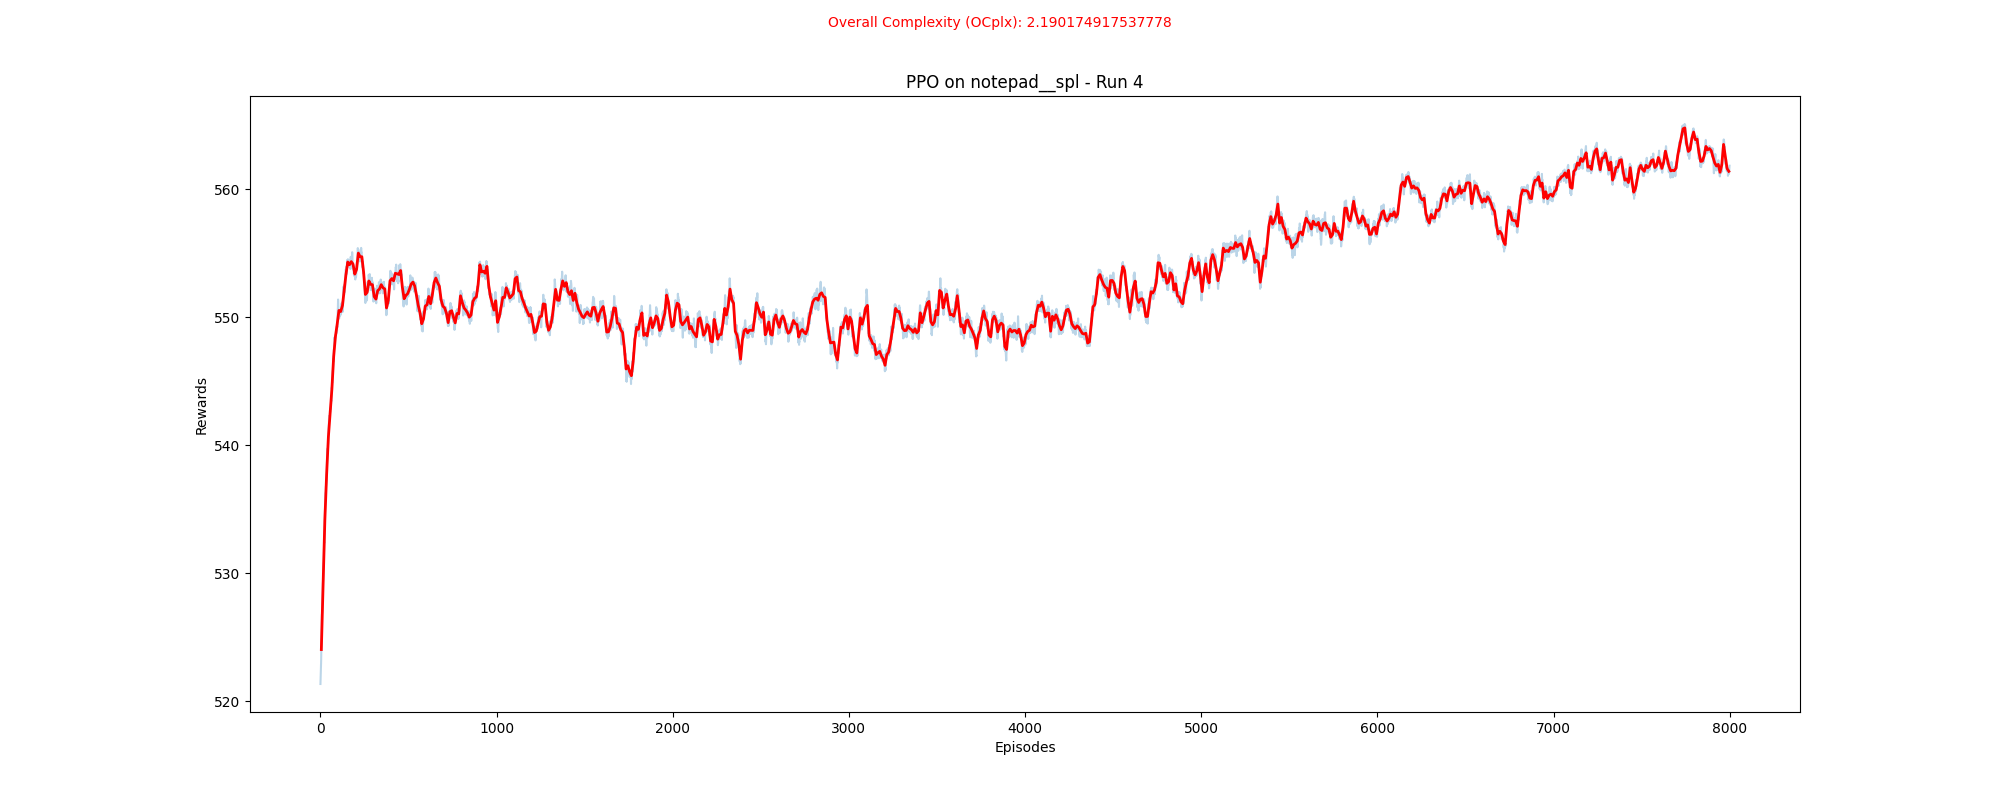 Overall Complexity (OCplx): 2.190174917537778
PPO on notepad__spl - Run 4
560
550
540
530
520
Rewards
0 1000 2000 3000 4000 5000 6000 7000 8000
Episodes